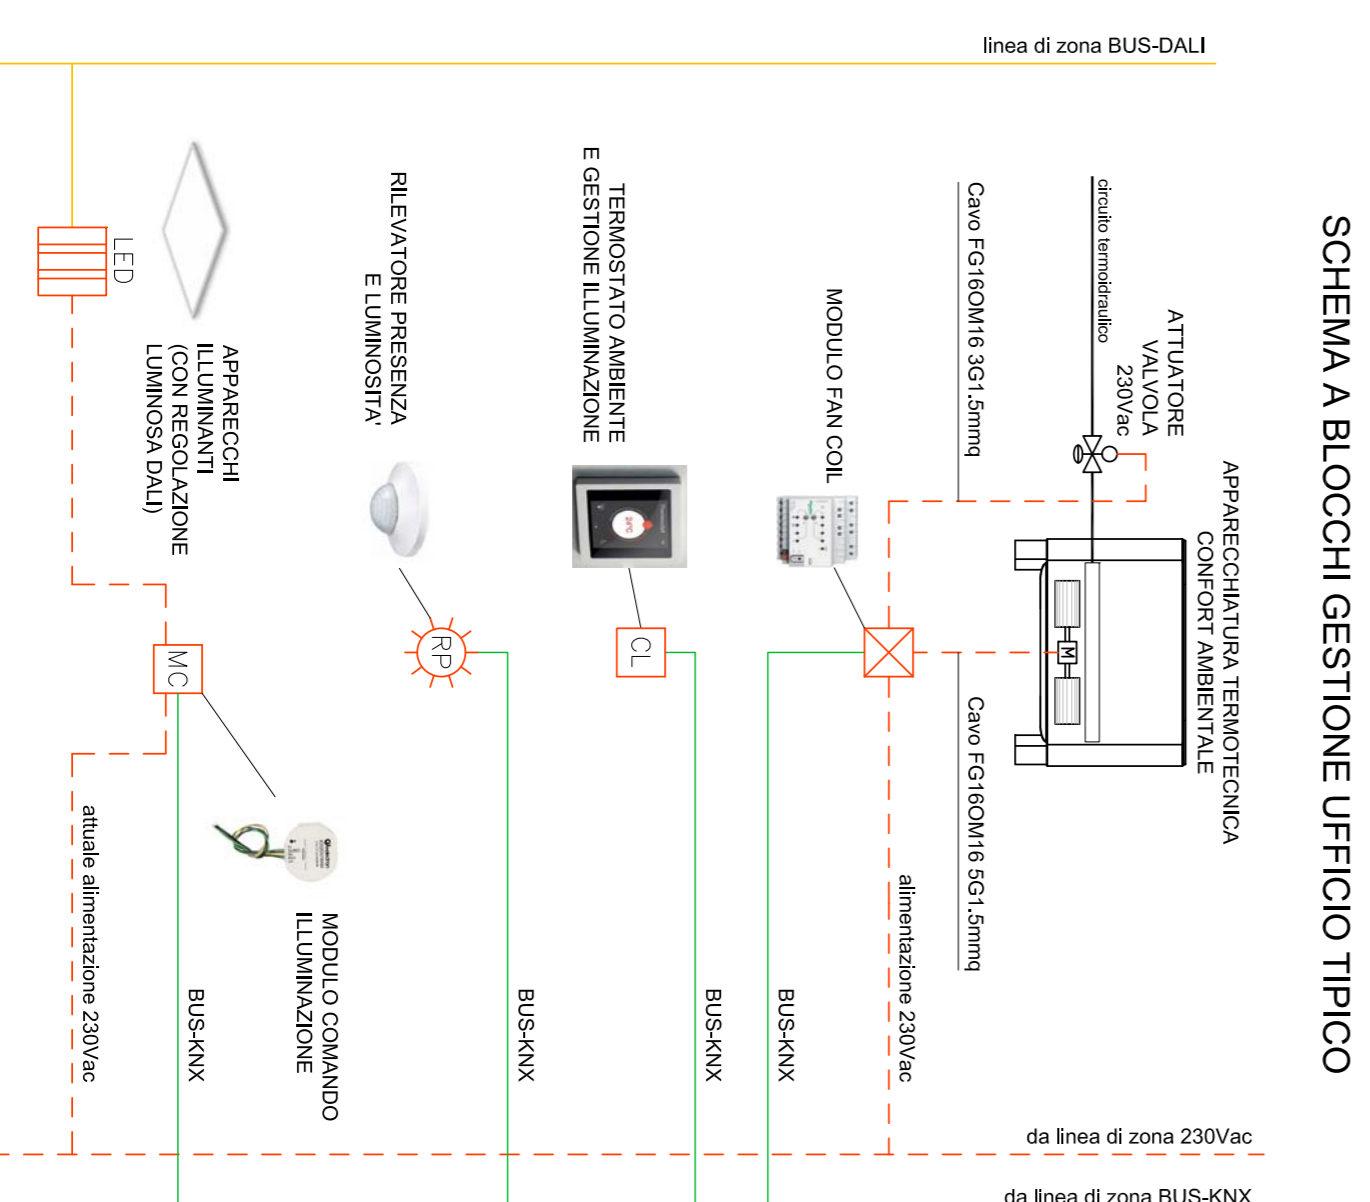 SCHEMA A BLOCCHI GESTIONE UFFICIO TIPICO
linea di zona BUS-DALI
APPARECCHIATURA TERMOTECNICA
CONFORT AMBIENTALE
ATTUATORE
VALVOLA
230Vac
circuito termoidraulico
M
Cavo FG16OM16 3G1.5mmq
Cavo FG16OM16 5G1.5mmq
alimentazione 230Vac
MODULO FAN COIL
BUS-KNX
TERMOSTATO AMBIENTE
E GESTIONE ILLUMINAZIONE
CL
BUS-KNX
RILEVATORE PRESENZA
E LUMINOSITA'
RP
BUS-KNX
APPARECCHI
ILLUMINANTI
(CON REGOLAZIONE
LUMINOSA DALI)
LED
MC
MODULO COMANDO
ILLUMINAZIONE
BUS-KNX
attuale alimentazione 230Vac
da linea di zona 230Vac
da linea di zona BUS-KNX